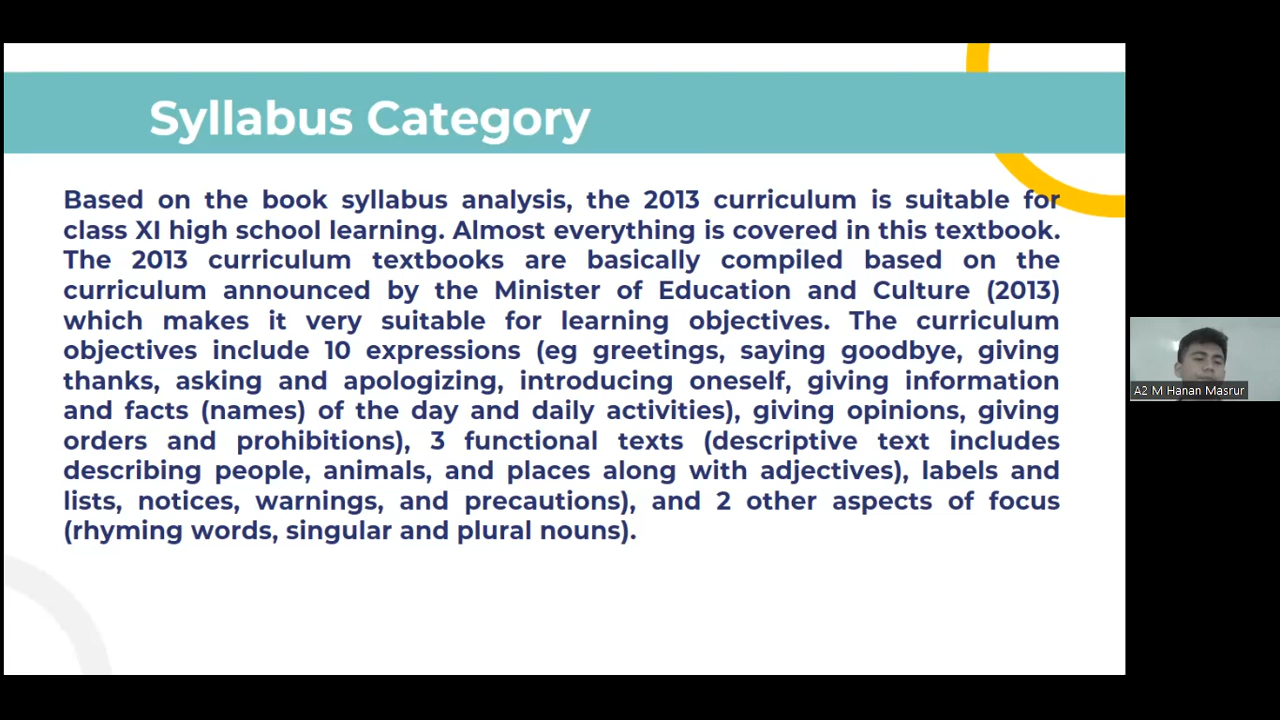 Syllabus Category
Based on the book syllabus analysis, the 2013 curriculum is suitable for
class XI high school learning. Almost everything is covered in this textbook.
The 2013 curriculum textbooks are basically compiled based on the
curriculum announced by the Minister of Education and Culture (2013)
which makes it very suitable for learning objectives. The curriculum
objectives include 10 expressions (eg greetings, saying goodbye, giving
thanks, asking and apologizing, introducing oneself, giving information
and facts (names) of the day and daily activities), giving opinions, giving
orders and prohibitions), 3 functional texts (descriptive text includes
describing people, animals, and places along with adjectives), labels and
lists, notices, warnings, and precautions), and 2 other aspects of focus
(rhyming words, singular and plural nouns).
A2 M Hanan Masrur